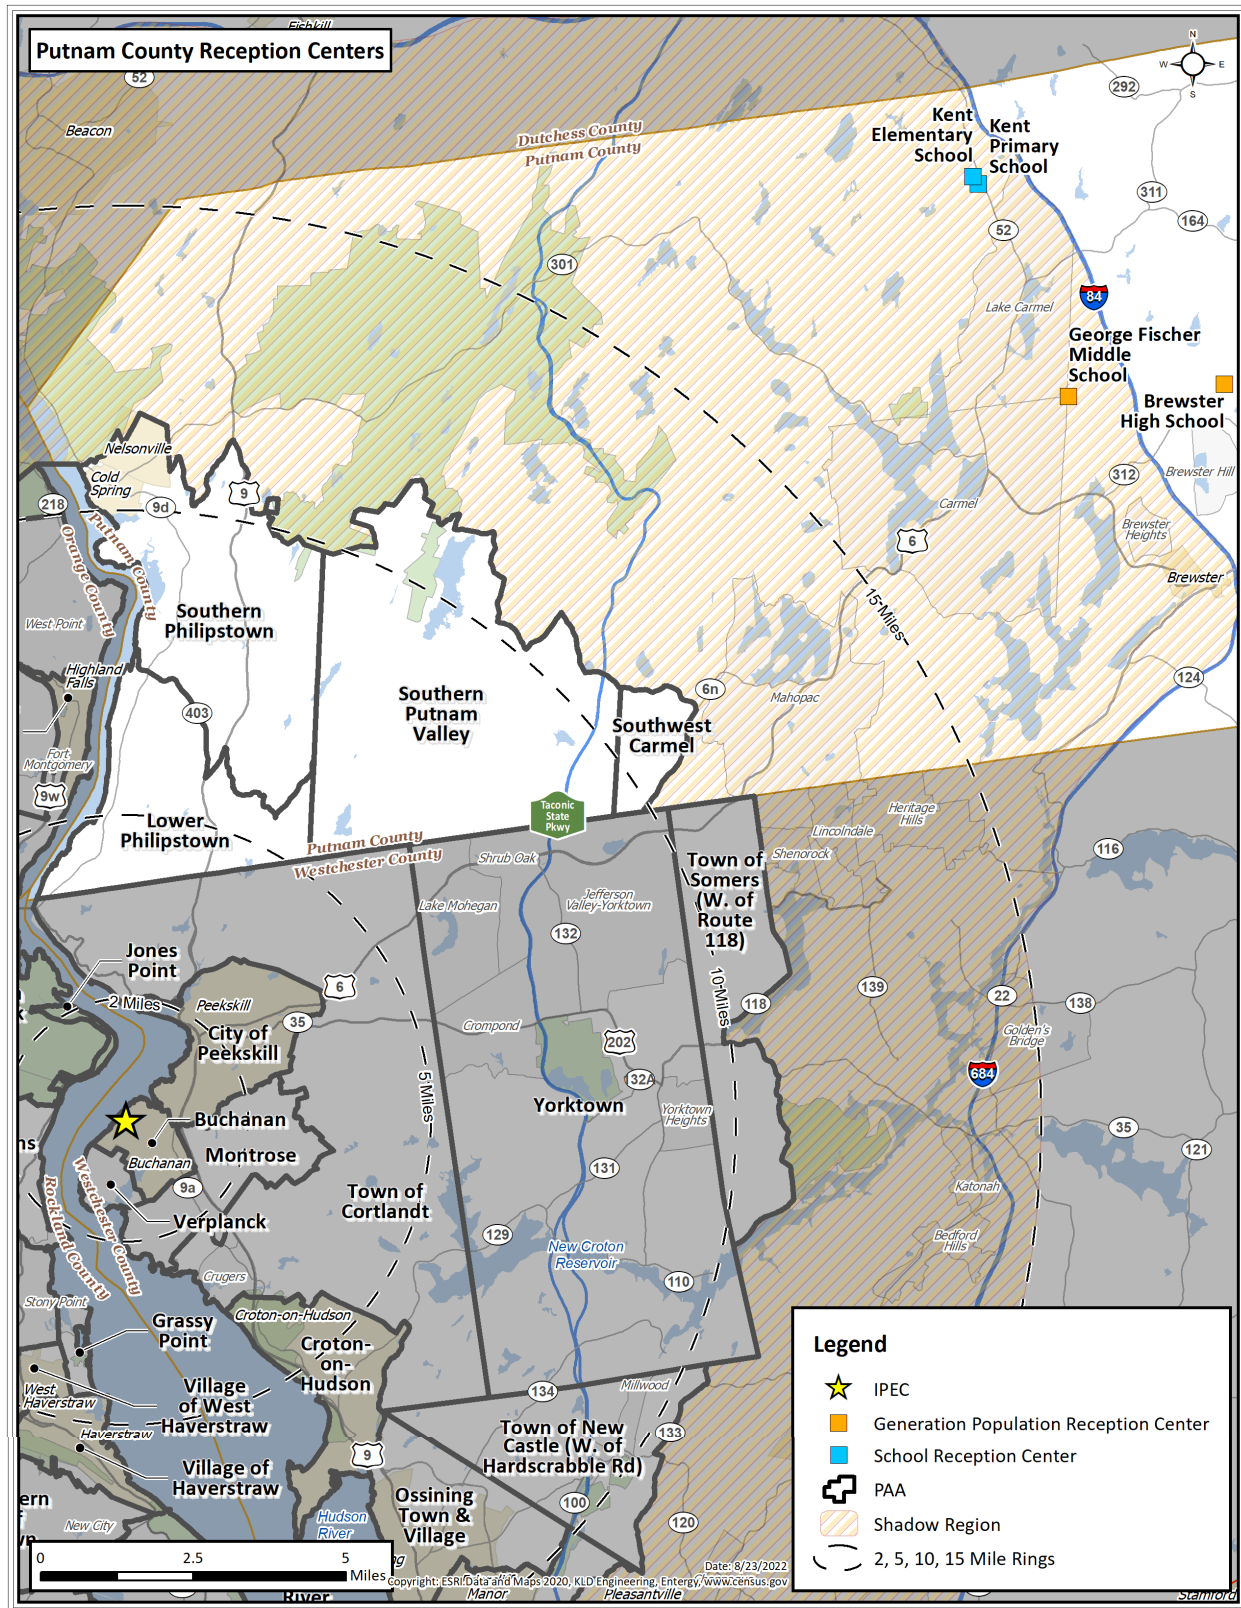 Fishkill
Putnam County Reception Centers
52
Beacon
Dutchess County
Putnam County
N
W
E
S
292
Kent
Elementary
School
Kent
Primary
School
311
164
52
301
84
Lake Carmel
George Fischer
Middle
School
Brewster
High School
Nelsonville
Cold
Spring
218
9d
9
312
Brewster Hill
Carmel
Brewster
Heights
6
Brewster
Putnam County
Orange County
West Point
Southern
Philipstown
15 Miles
Highland
Falls
403
Southern
Putnam
Valley
6n
Mahopac
124
Southwest
Carmel
Fort
Montgomery
9w
Taconic
State
Pkwy
Lower
Philipstown
Putnam County
Westchester County
Heritage
Hills
Lincolndale
Shenorock
116
Shrub Oak
Town of
Somers
(W. of
Route
118)
Jefferson
Valley-Yorktown
Lake Mohegan
132
Jones
Point
2 Miles
Peekskill
6
35
City of
Peekskill
10 Miles
118
139
22
138
Golden's
Bridge
Crompond
202
132A
684
5 Miles
Yorktown
Yorktown
Heights
Buchanan
Buchanan
Montrose
ns
35
121
131
9a
Verplanck
Town of
Cortlandt
Katonah
Westchester County
Rockland County
129
New Croton
Reservoir
Bedford
Hills
110
Crugers
Stony Point
Croton-on-Hudson
Grassy
Point
Croton-
on-
Hudson
West
Haverstraw
Village
of West
Haverstraw
Haverstraw
134
Millwood
Town of New
Castle (W. of
Hardscrabble Rd)
133
9
Village of
Haverstraw
ern
New City
Hudson
River
Ossining
Town &
Village
100
120
Legend
IPEC
Generation Population Reception Center
School Reception Center
PAA
Shadow Region
2, 5, 10, 15 Mile Rings
0
2.5
5
Miles
Date: 8/23/2022
Copyright: ESRI Data and Maps 2020, KLD Engineering, Entergy, www.census.gov
River
Manor
Pleasantville
Stamford